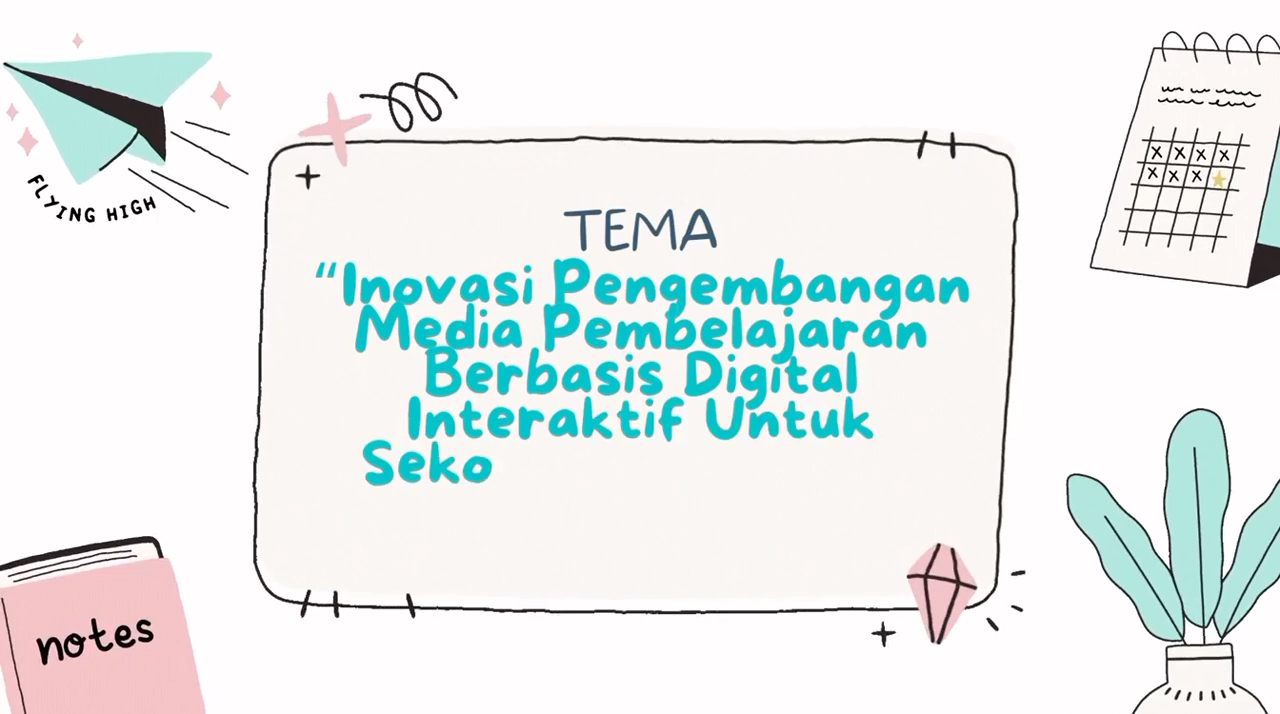 FLYING HIGH
TEMA
“Inovasi Pengembangan
Media Pembelajaran
Berbasis Digital
Interaktif Untuk
Seko
notes